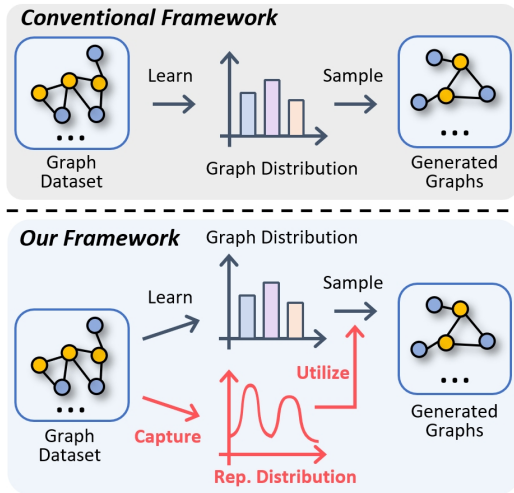 Conventional Framework
Learn
Sample
...
...
Graph
Dataset
Graph Distribution
Generated
Graphs
Our Framework
Graph Distribution
Learn
Sample
...
...
Utilize
Capture
Graph
Dataset
Rep. Distribution
Generated
Graphs